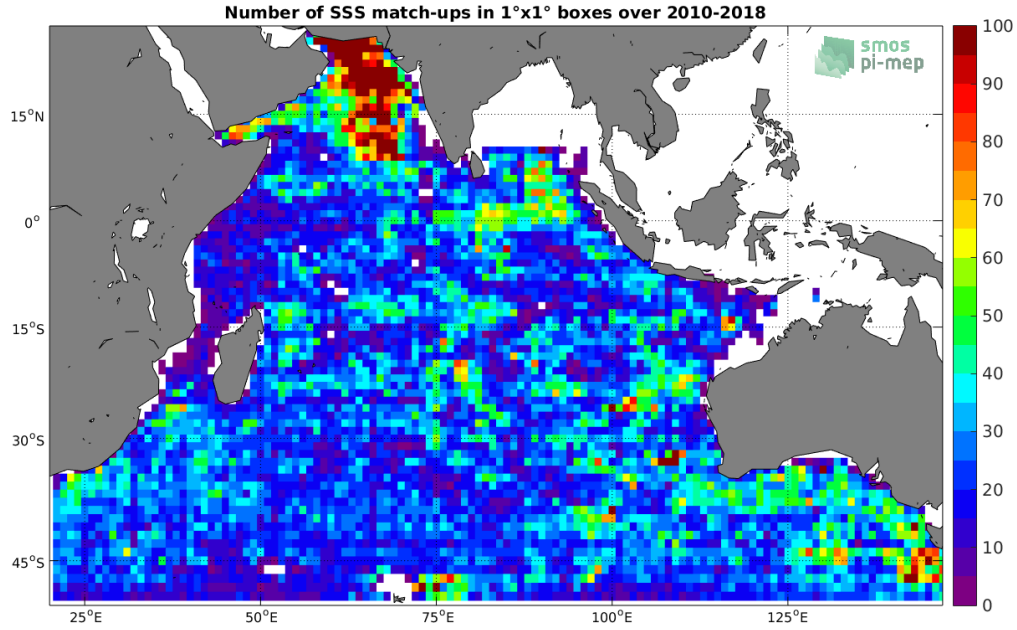 Number of SSS match-ups in 1°x1° boxes over 2010-2018
smos
pi-mep
100
90
80
70
60
50
40
30
20
10
0
15°N
0°
15°S
30°S
45°S
25°E
50°E
75°E
100°E
125°E